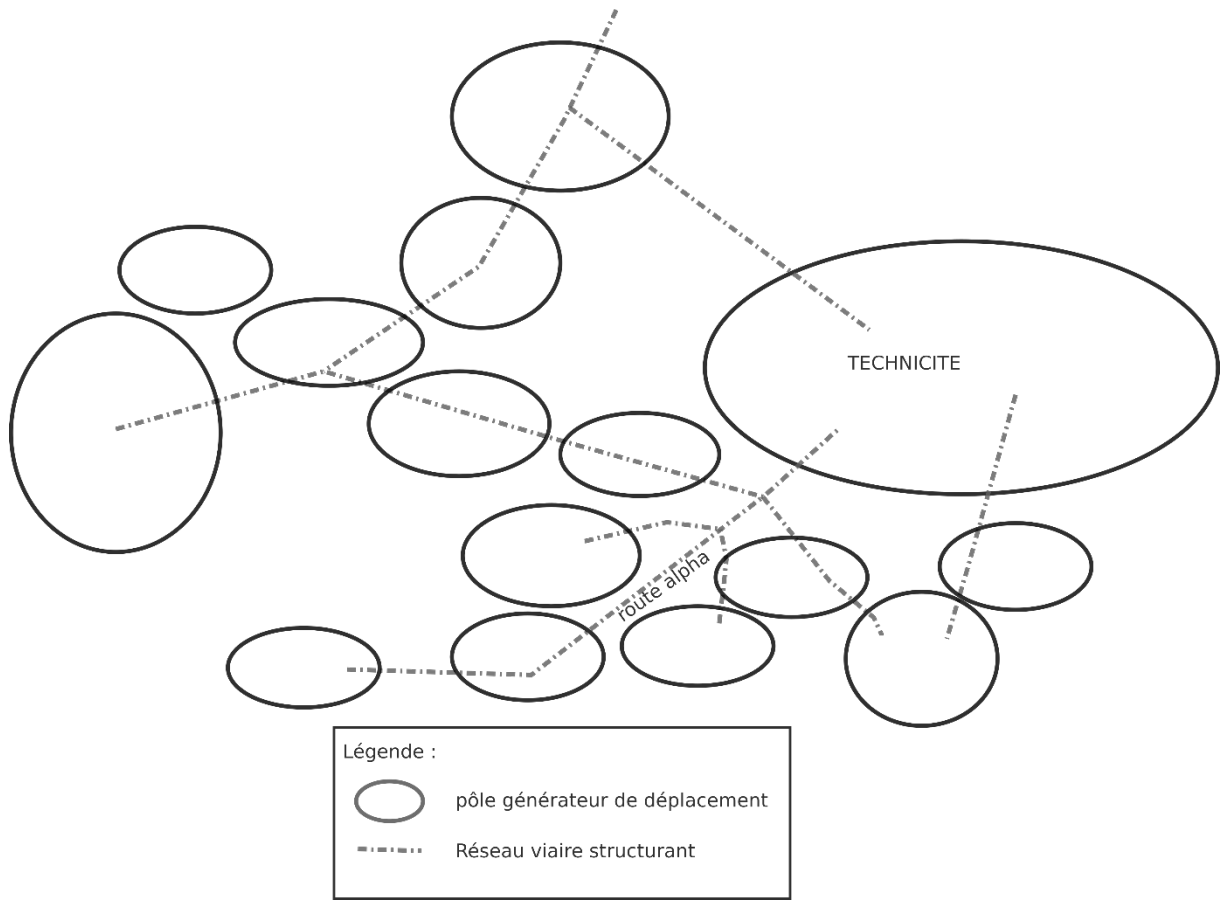 TECHNICITE
route alpha
Légende :
pôle générateur de déplacement
Réseau viaire structurant